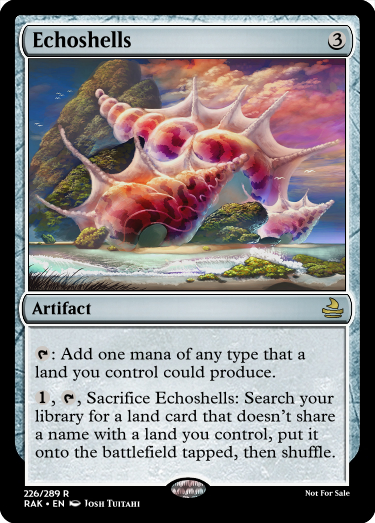 Echoshells 3
Artifact
T: Add one mana of any type that a
land you control could produce.
1, T, Sacrifice Echoshells: Search your
library for a land card that doesn't share
a name with a land you control, put it
onto the battlefield tapped, then shuffle.
226/289 R Not For Sale
RAK • EN Josh Tuitahi